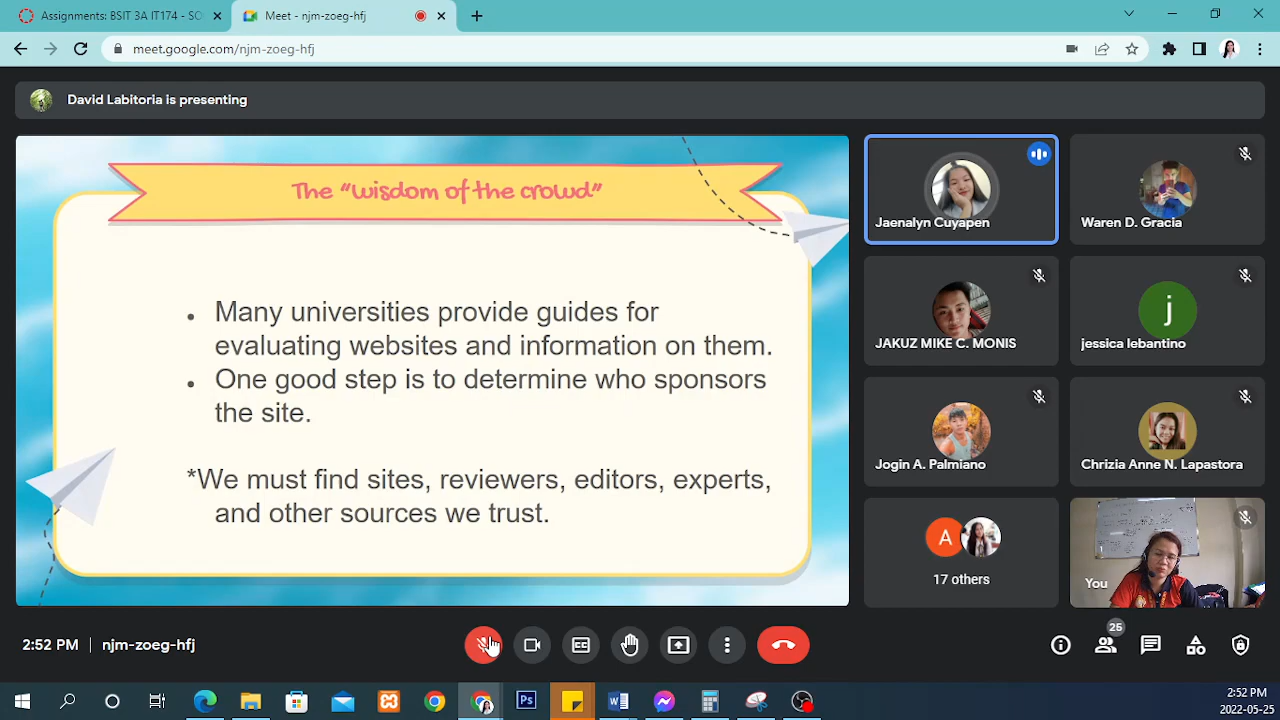 Assignments: BSIT 3A IT174 - SO
Meet - njm-zoeg-hfj
meet.google.com/njm-zoeg-hfj
David Labitoria is presenting
The "wisdom of the crowd"
• Many universities provide guides for
evaluating websites and information on them.
• One good step is to determine who sponsors
the site.
*We must find sites, reviewers, editors, experts,
and other sources we trust.
Jaenalyn Cuyapen
Waren D. Gracia
JAKUZ MIKE C. MONIS
j
jessica lebantino
Jogin A. Palmiano
Chrizia Anne N. Lapastora
A
17 others
You
2:52 PM | njm-zoeg-hfj
CC
25
Ps
W
2:52 PM
2022-05-25